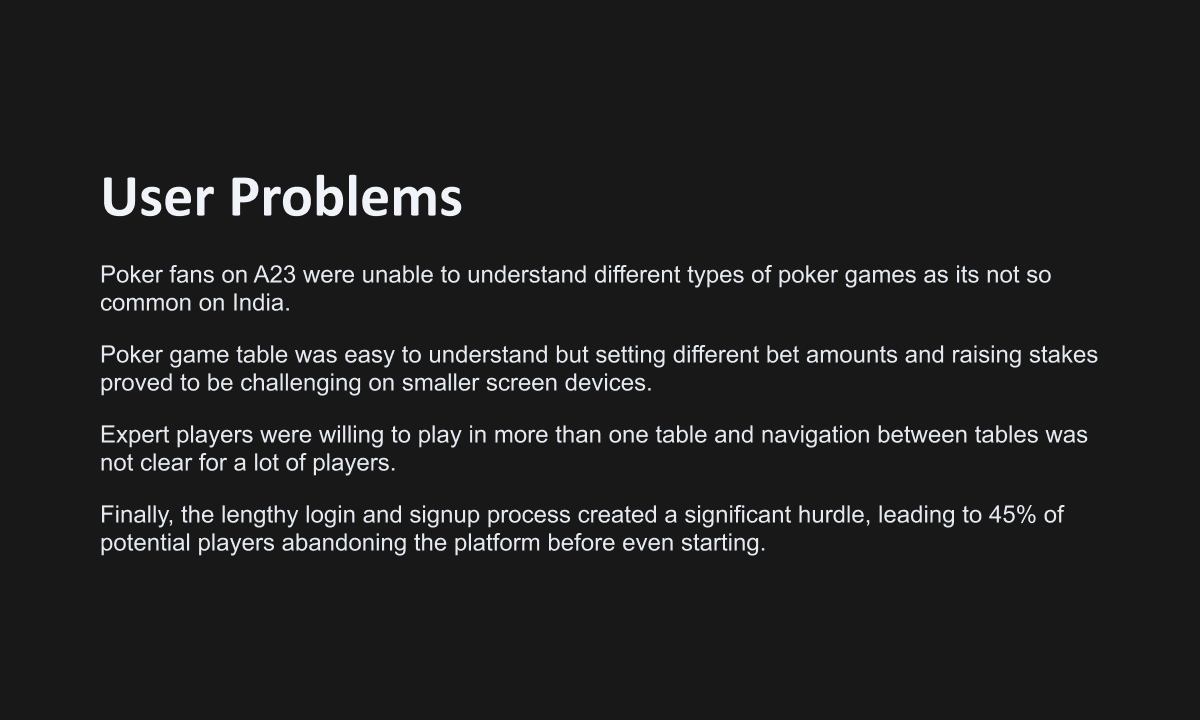 User Problems
Poker fans on A23 were unable to understand different types of poker games as its not so
common on India.
Poker game table was easy to understand but setting different bet amounts and raising stakes
proved to be challenging on smaller screen devices.
Expert players were willing to play in more than one table and navigation between tables was
not clear for a lot of players.
Finally, the lengthy login and signup process created a significant hurdle, leading to 45% of
potential players abandoning the platform before even starting.